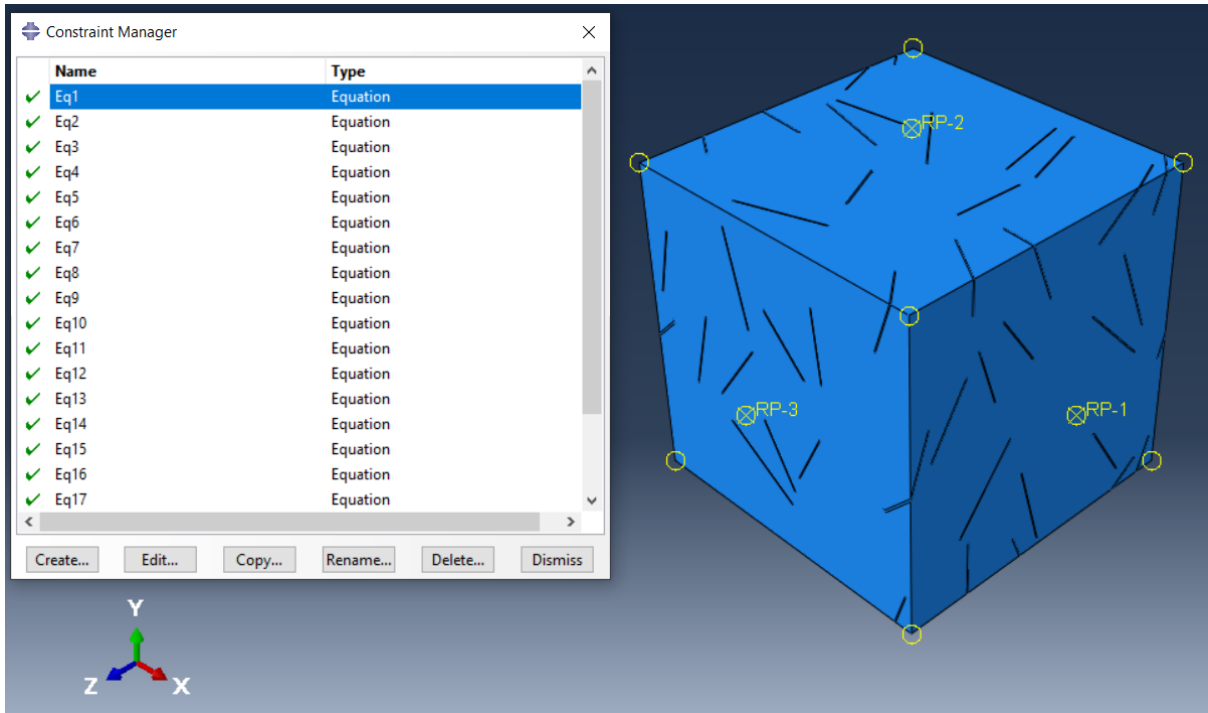 Constraint Manager
Name Type
Eq1 Equation
Eq2 Equation
Eq3 Equation
Eq4 Equation
Eq5 Equation
Eq6 Equation
Eq7 Equation
Eq8 Equation
Eq9 Equation
Eq10 Equation
Eq11 Equation
Eq12 Equation
Eq13 Equation
Eq14 Equation
Eq15 Equation
Eq16 Equation
Eq17 Equation
Create... Edit... Copy... Rename... Delete... Dismiss
RP-2
RP-3
RP-1
Y
Z
X